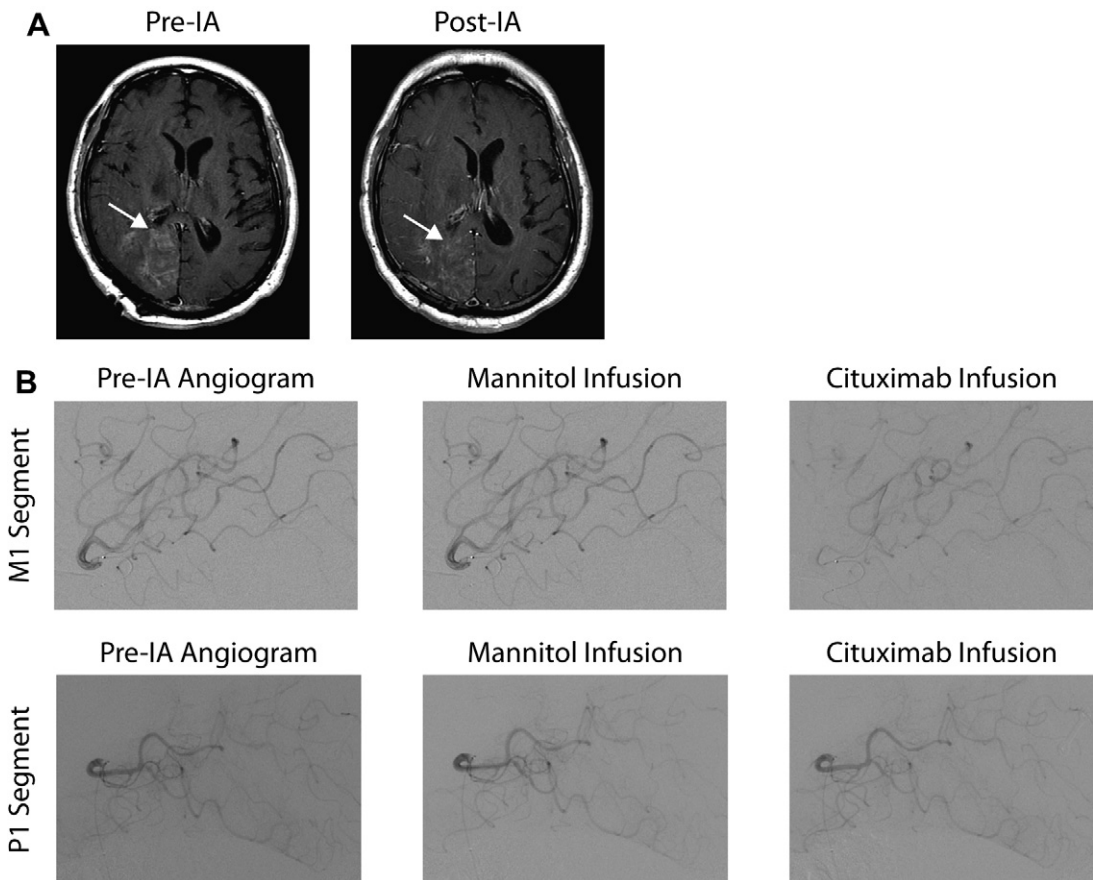 A
Pre-IA
Post-IA
B
Pre-IA Angiogram
Mannitol Infusion
Cituximab Infusion
M1 Segment
Pre-IA Angiogram
Mannitol Infusion
Cituximab Infusion
P1 Segment